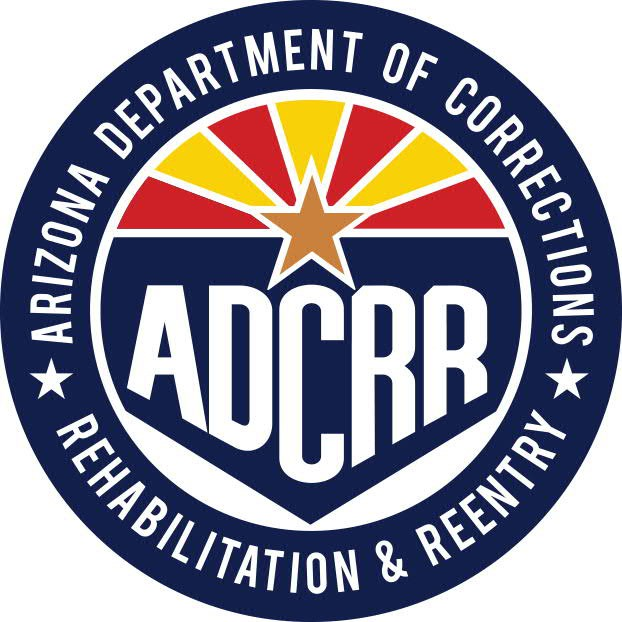 ARIZONA DEPARTMENT OF CORRECTIONS
ADCRR
REHABILITATION & REENTRY